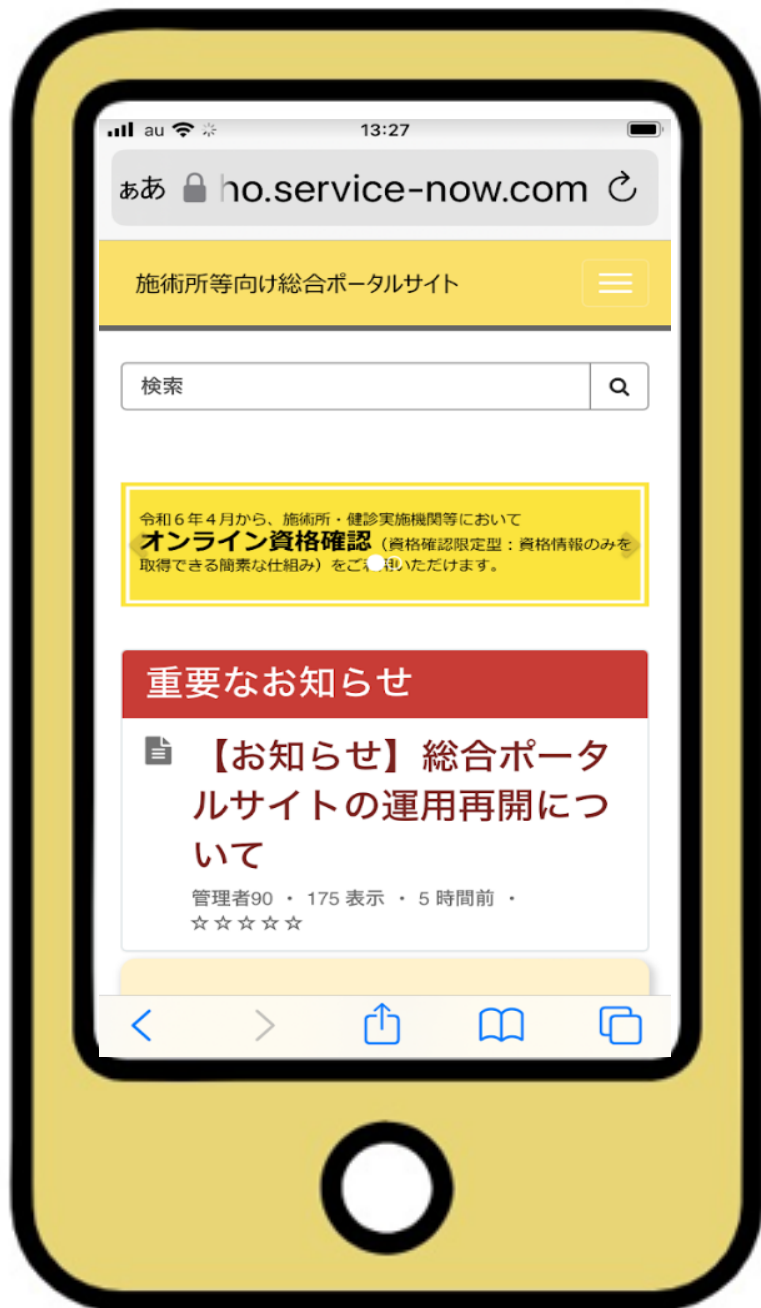 au 13:27
ぁあ ho.service-now.com
施術所等向け総合ポータルサイト
検索
令和6年4月から、施術所・健診実施機関等において
オンライン資格確認（資格確認限定型：資格情報のみを
取得できる簡素な仕組み）をご利用いただけます。
重要なお知らせ
【お知らせ】総合ポータ
ルサイトの運用再開につ
いて
管理者90 ・ 175 表示 ・ 5 時間前 ・
☆☆☆☆☆